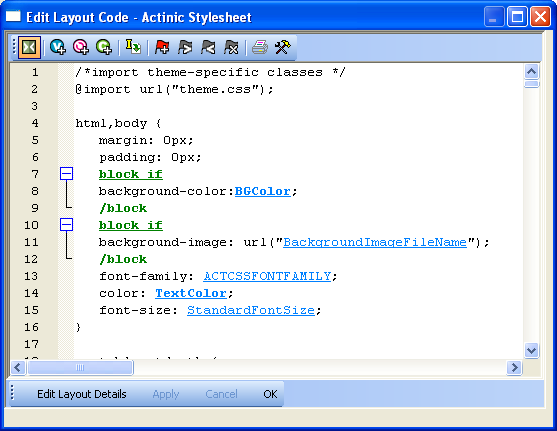 Edit Layout Code - Actinic Stylesheet
1 /*import theme-specific classes */
2 @import url("theme.css");
3
4 html,body {
5 margin: 0px;
6 padding: 0px;
7 block if
8 background-color:BGColor;
9 /block
10 block if
11 background-image: url("BackgroundImageFileName");
12 /block
13 font-family: ACTCSSFONTFAMILY;
14 color: TextColor;
15 font-size: StandardFontSize;
16 }
17
Edit Layout Details Apply Cancel OK